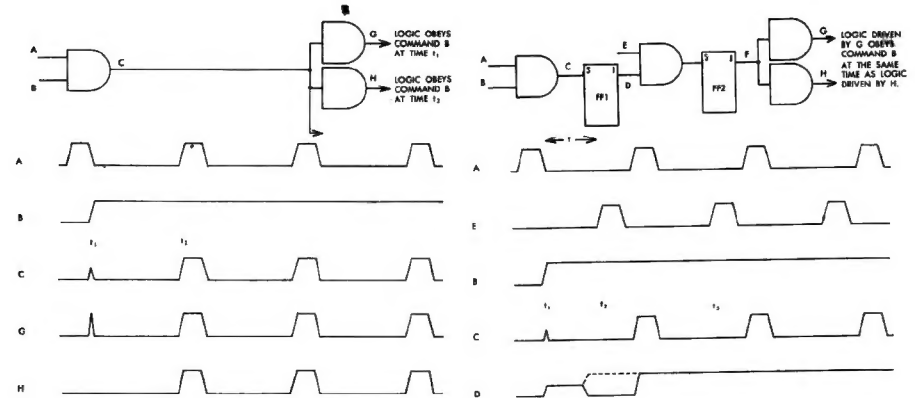 G
LOGIC OBEYS
COMMAND B
AT TIME t₁
A
B
C
H
LOGIC OBEYS
COMMAND B
AT TIME t₂
A
B
t₁
t₂
C
G
H
A
B
C
S
1
FF1
D
E
S
1
FF2
F
G
H
LOGIC DRIVEN
BY G OBEYS
COMMAND B
AT THE SAME
TIME AS LOGIC
DRIVEN BY H.
A
E
B
t₁
t₂
t₃
C
D